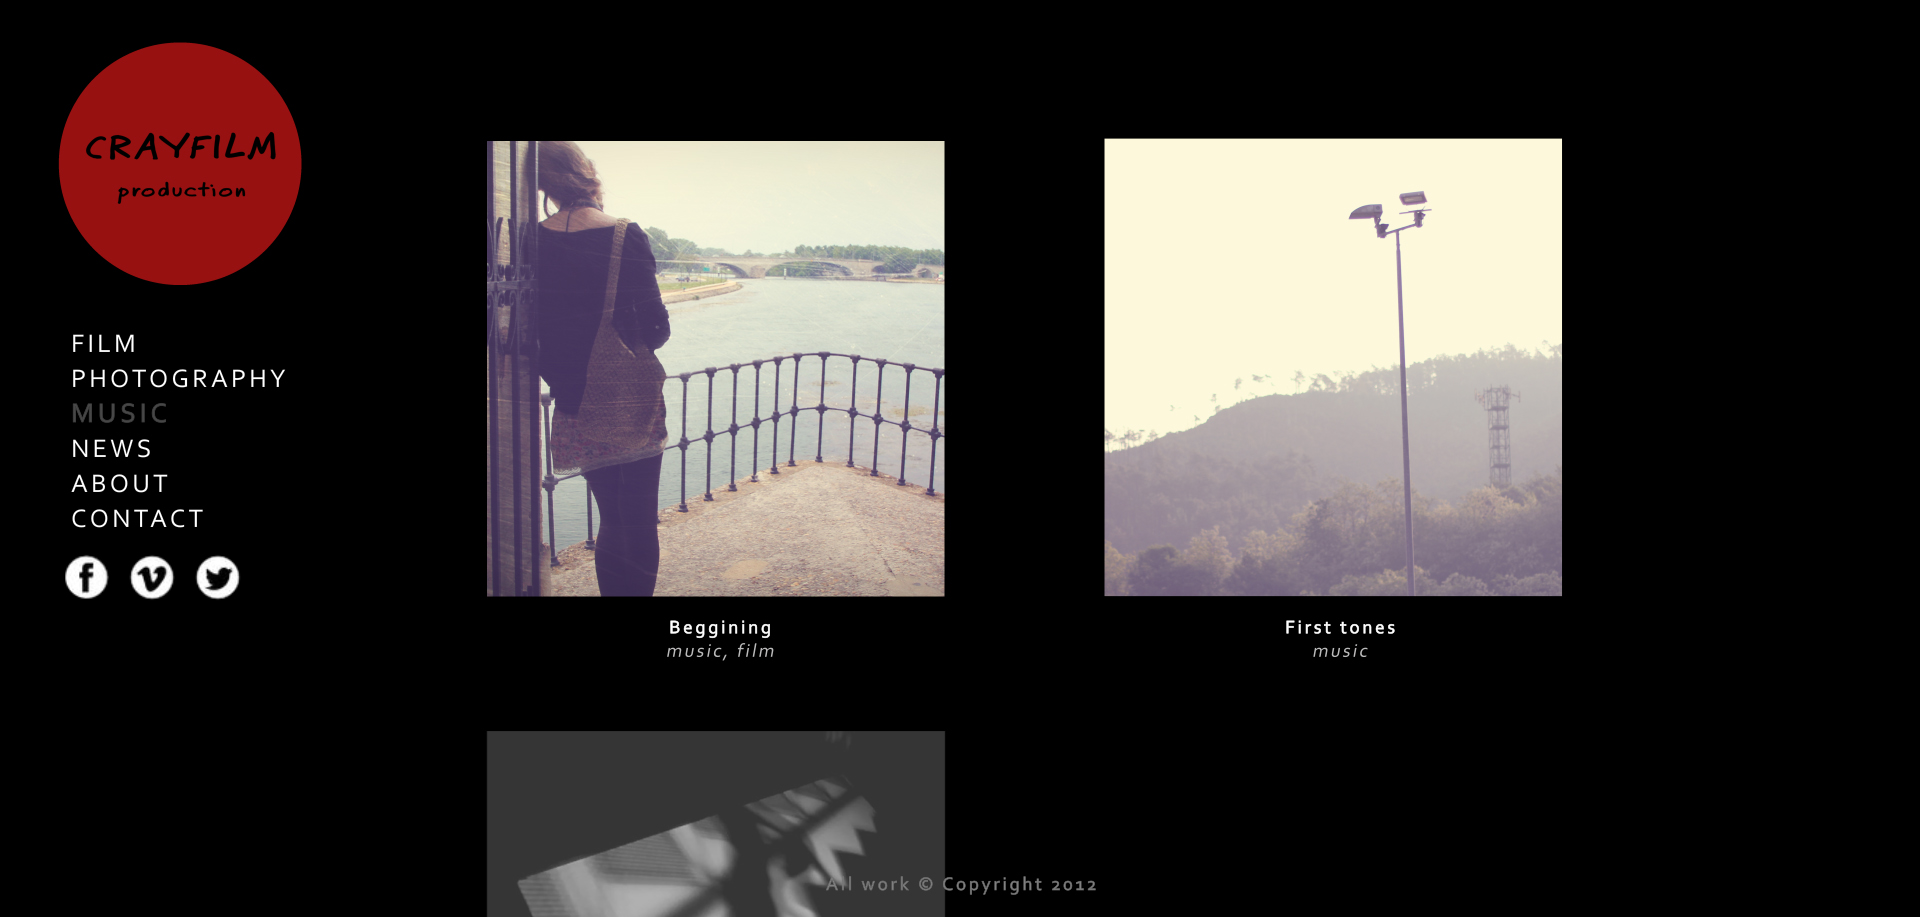 CRAYFILM
production
FILM
PHOTOGRAPHY
MUSIC
NEWS
ABOUT
CONTACT
Beggining
music, film
First tones
music
All work © Copyright 2012